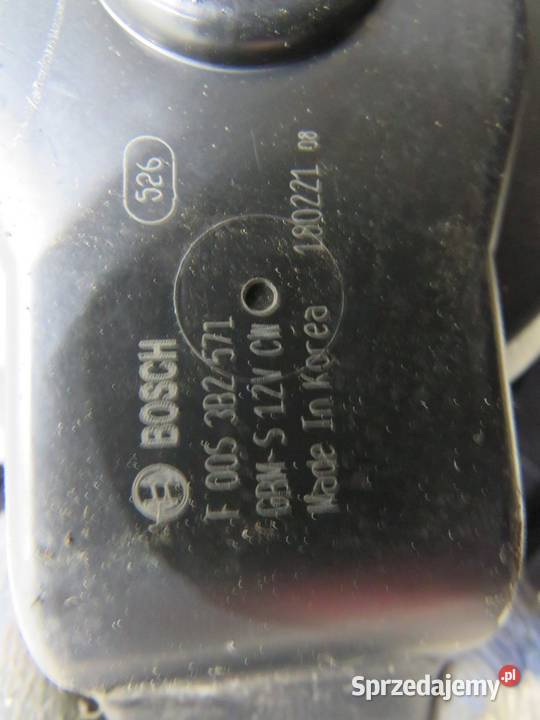 526
BOSCH
F 005 3B2 571
GBM-S 12V CW
Made In Korea 180221 08
Sprzedajemy.pl